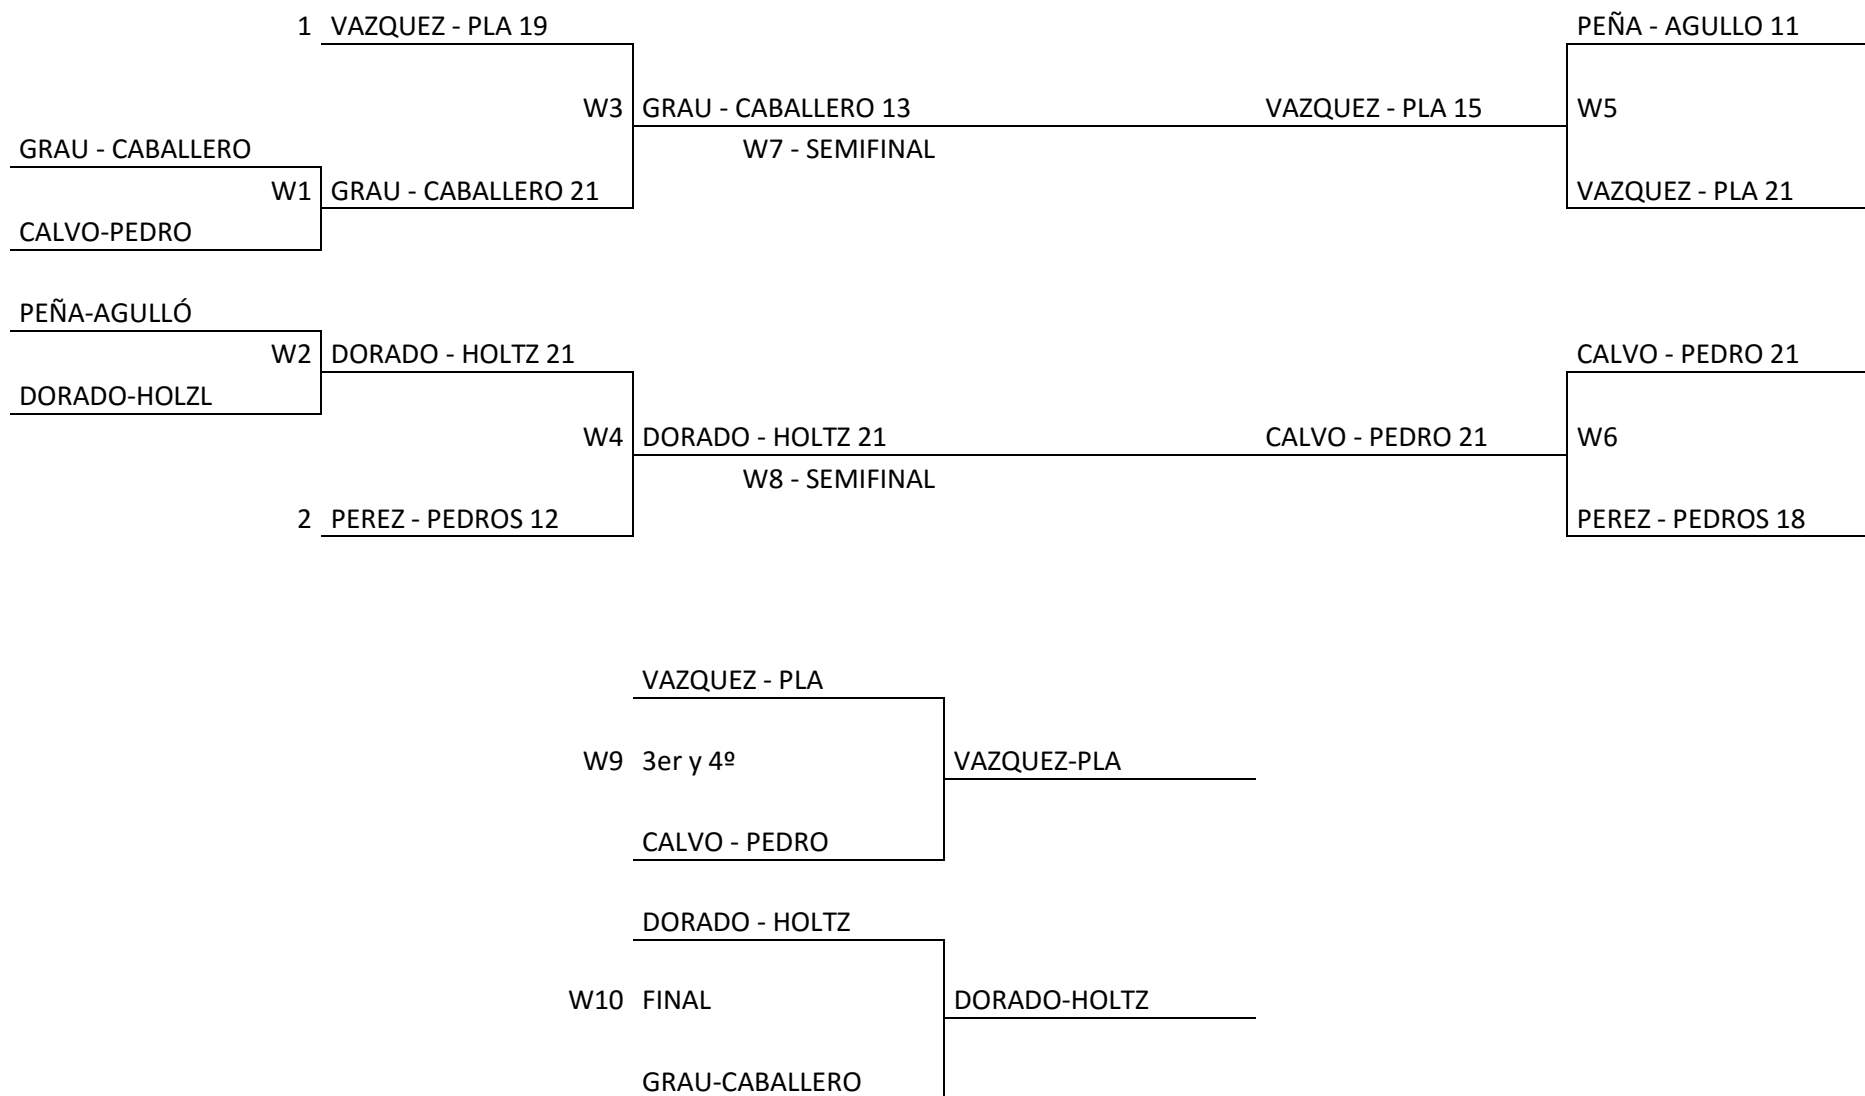 1 VAZQUEZ - PLA 19 PEÑA - AGULLO 11
W3 GRAU - CABALLERO 13 VAZQUEZ - PLA 15 W5
GRAU - CABALLERO W7 - SEMIFINAL
W1 GRAU - CABALLERO 21 VAZQUEZ - PLA 21
CALVO-PEDRO
PEÑA-AGULLÓ
W2 DORADO - HOLTZ 21 CALVO - PEDRO 21
DORADO-HOLZL
W4 DORADO - HOLTZ 21 CALVO - PEDRO 21 W6
W8 - SEMIFINAL
2 PEREZ - PEDROS 12 PEREZ - PEDROS 18
VAZQUEZ - PLA
W9 3er y 4º VAZQUEZ-PLA
CALVO - PEDRO
DORADO - HOLTZ
W10 FINAL DORADO-HOLTZ
GRAU-CABALLERO